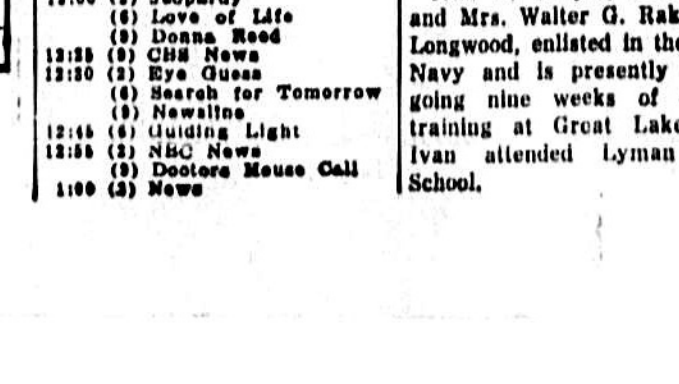 (6) Love of Life
(9) Donna Reed
12:25 (9) CBS News
12:30 (2) Eye Guess
(6) Search for Tomorrow
(9) Newsline
12:45 (6) Guiding Light
12:55 (2) NBC News
(9) Doctors House Call
1:00 (2) News
and Mrs. Walter G. Rak
Longwood, enlisted in the
Navy and is presently
going nine weeks of
training at Great Lake
Ivan attended Lyman
School.